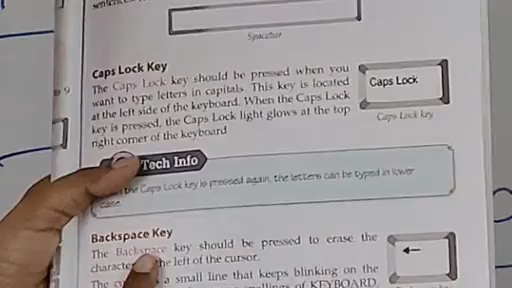 Spacebar
Caps Lock Key
The Caps Lock key should be pressed when you
want to type letters in capitals. This key is located
at the left side of the keyboard. When the Caps Lock
key is pressed, the Caps Lock light glows at the top
right corner of the keyboard
Caps Lock
Caps Lock key
Tech Info
the Caps Lock key is pressed again, the letters can be typed in lower
case.
Backspace Key
The Backspace key should be pressed to erase the
the left of the cursor.
The a small line that keeps blinking on the
of KEYBOARD,